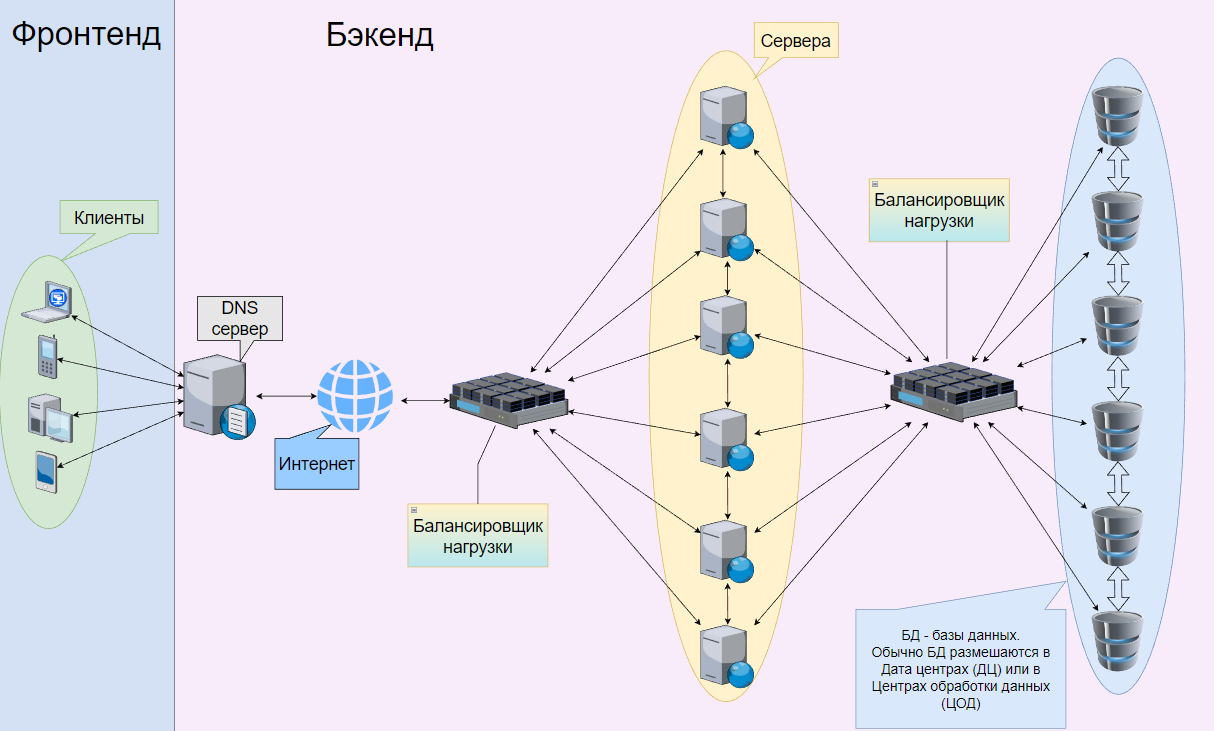 Фронтенд
Бэкенд
Сервера
Балансировщик
нагрузки
Клиенты
DNS
сервер
Интернет
Балансировщик
нагрузки
БД - базы данных.
Обычно БД размешаются в
Дата центрах (ДЦ) или в
Центрах обработки данных
(ЦОД)